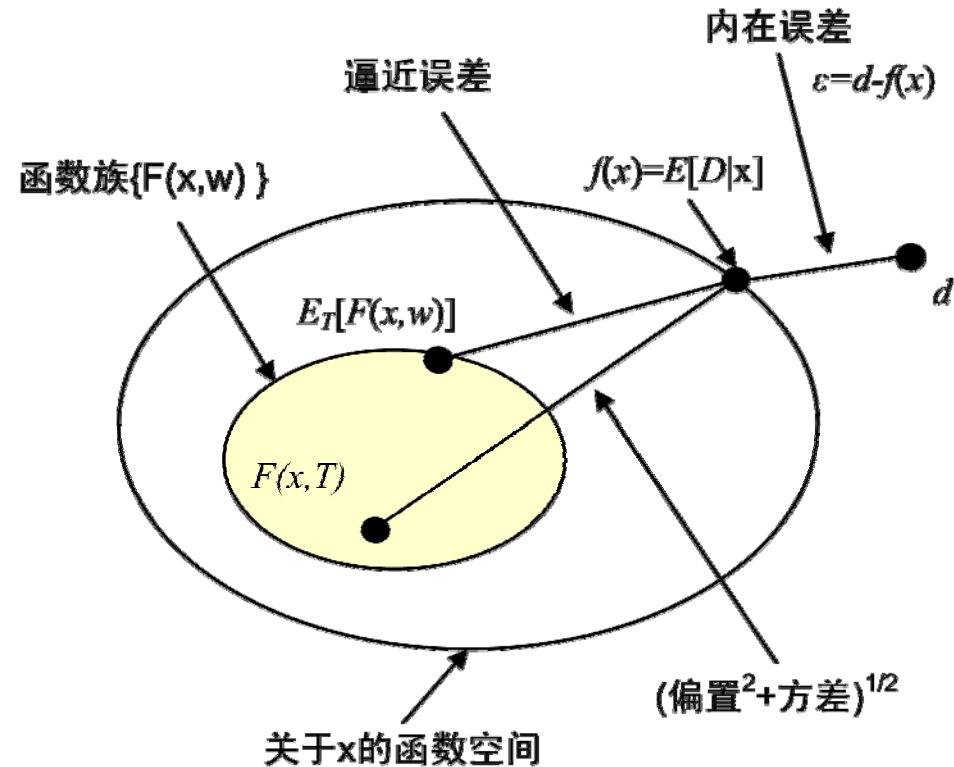 内在误差
逼近误差
ε=d-f(x)
函数族{F(x,w) }
f(x)=E[D|x]
d
E_T[F(x,w)]
F(x,T)
(偏置²+方差)^1/2
关于x的函数空间